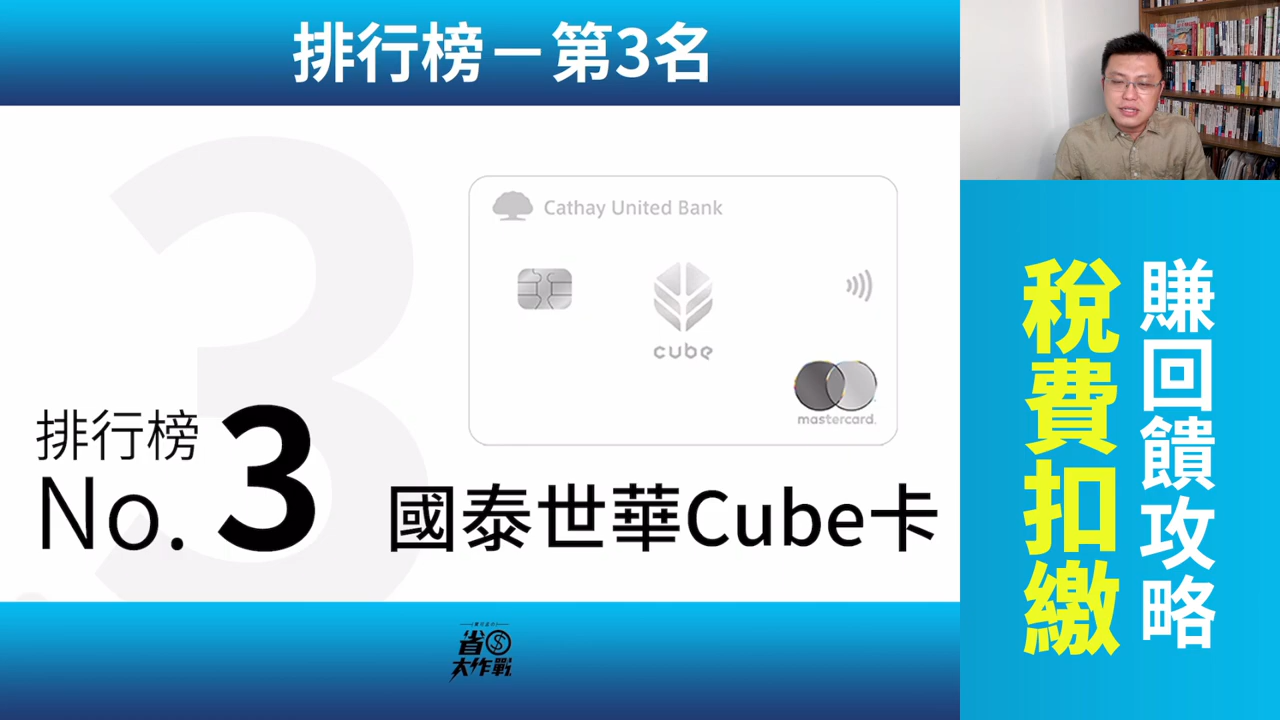 排行榜－第3名
Cathay United Bank
cube
mastercard.
排行榜
No. 3
國泰世華Cube卡
省$
大作戰
賺回饋攻略
稅費扣繳